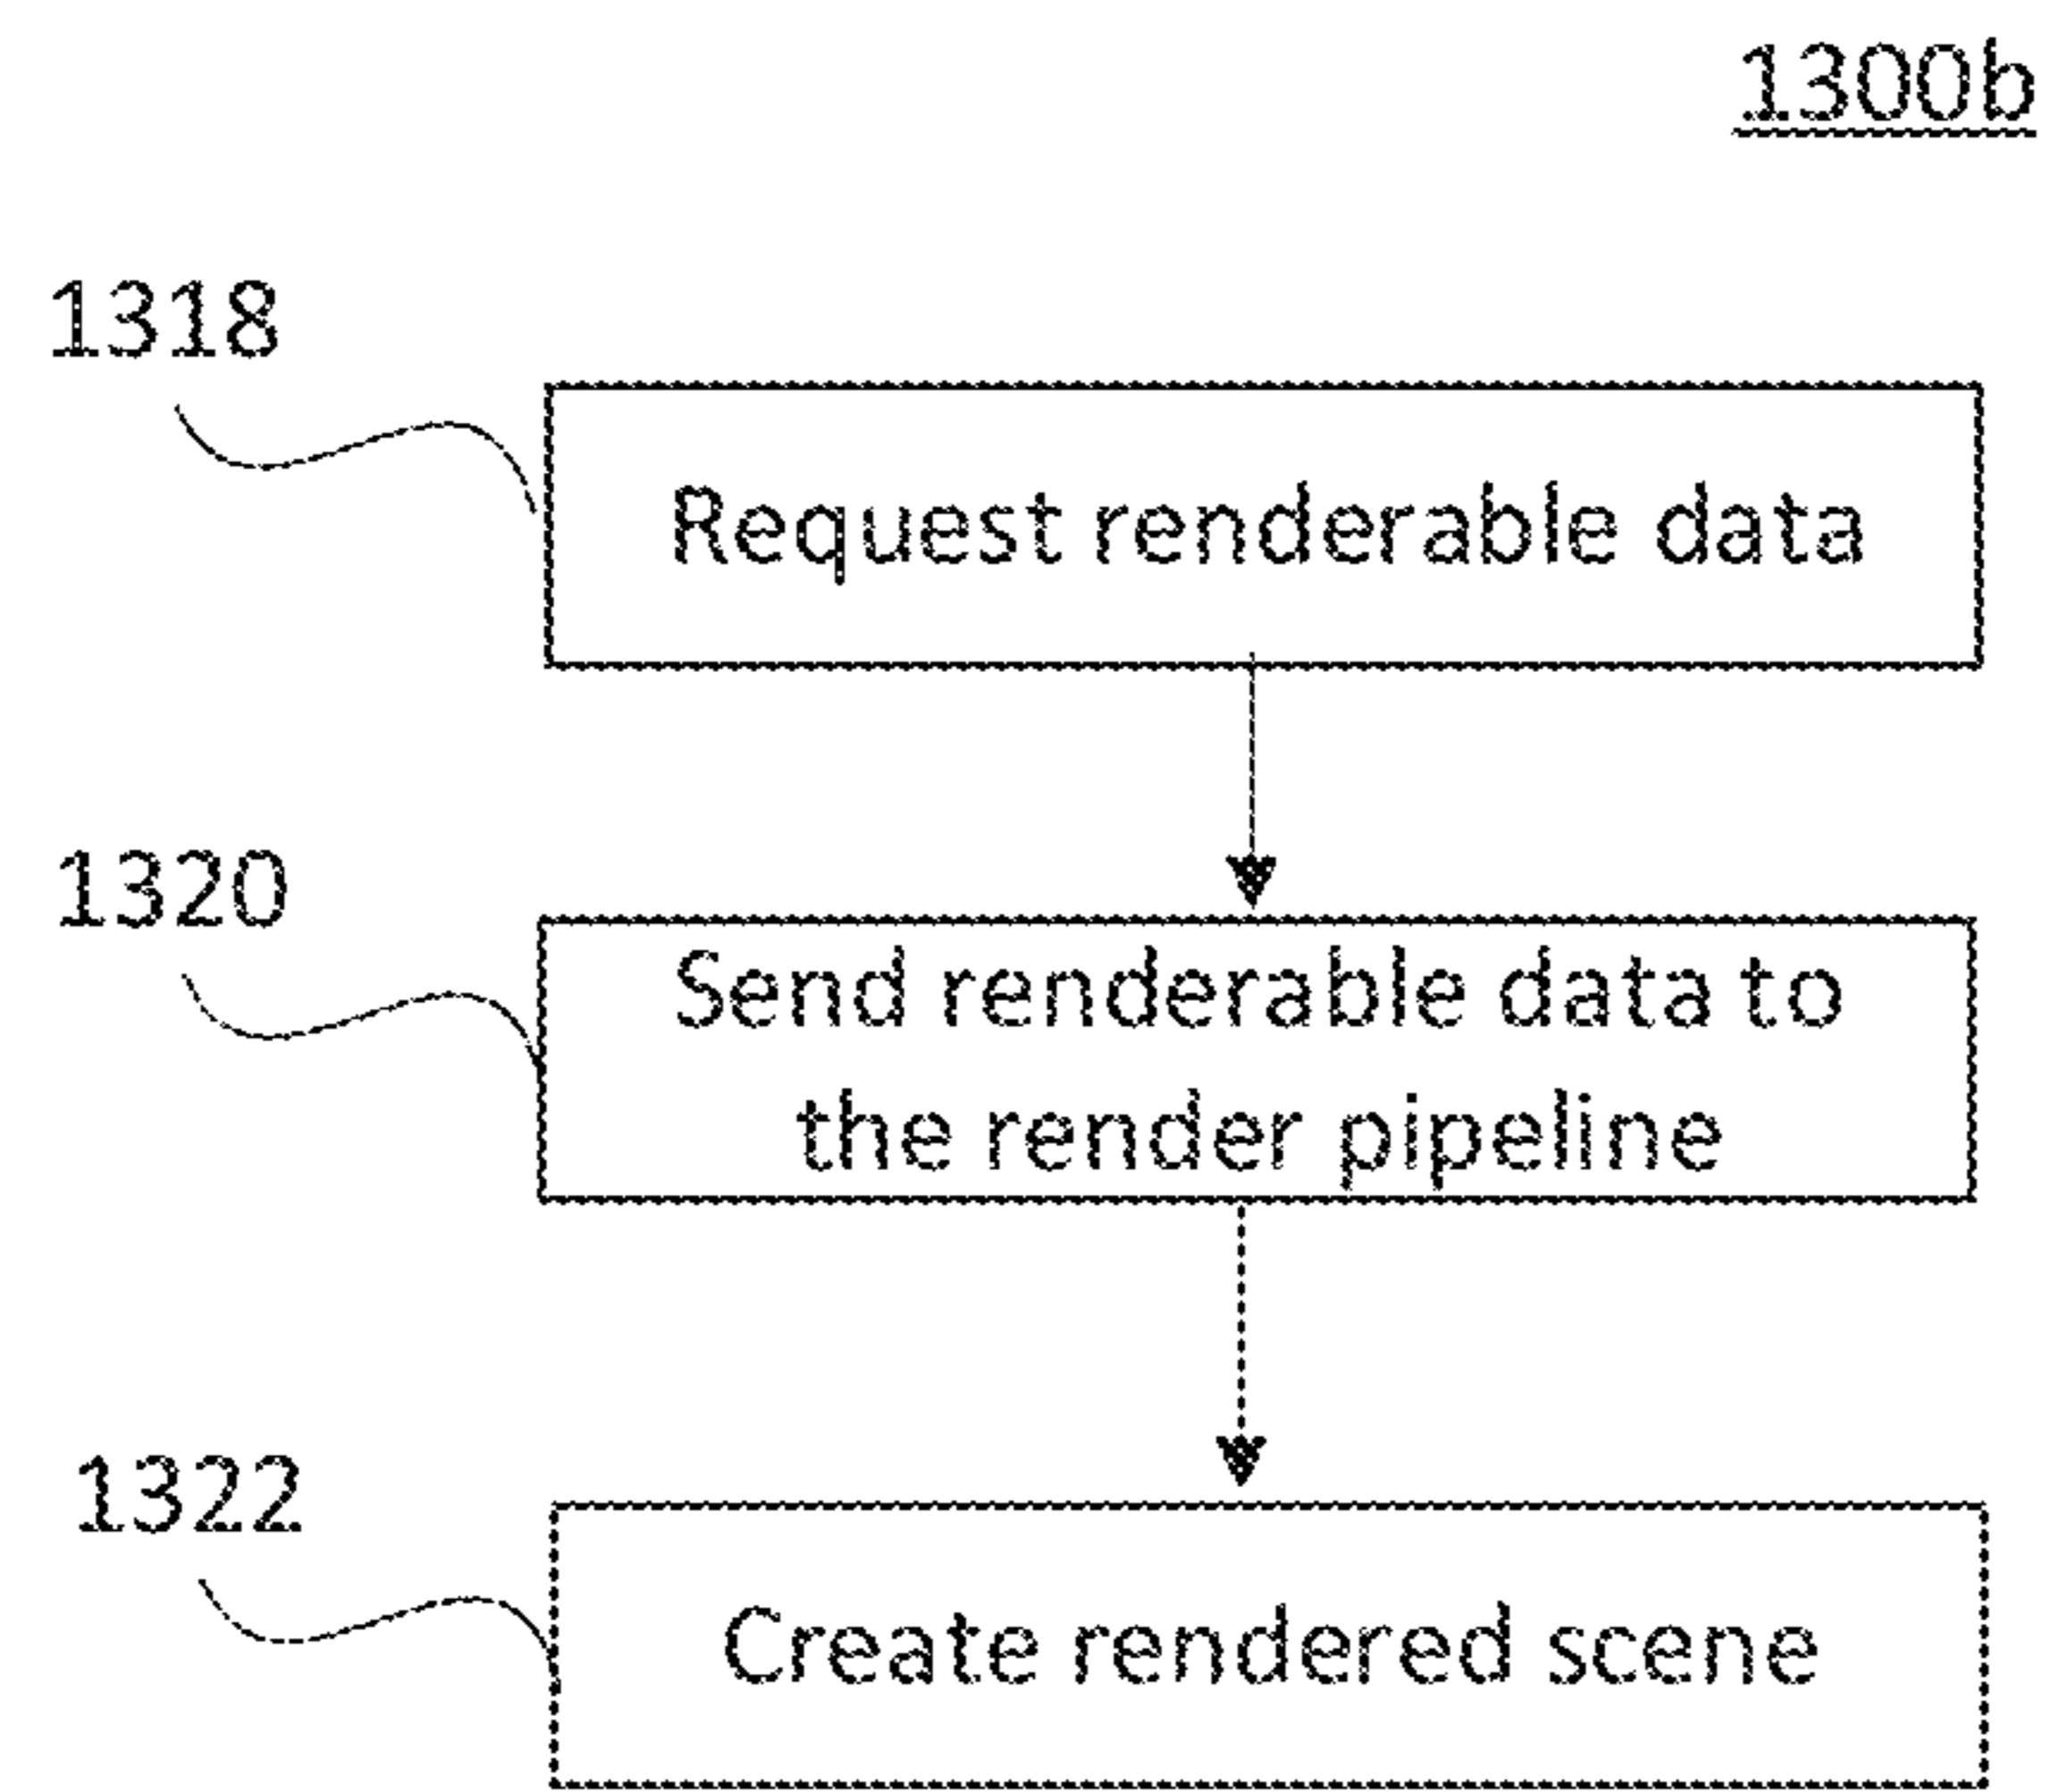 1300b
1318
Request renderable data
1320
Send renderable data to
the render pipeline
1322
Create rendered scene